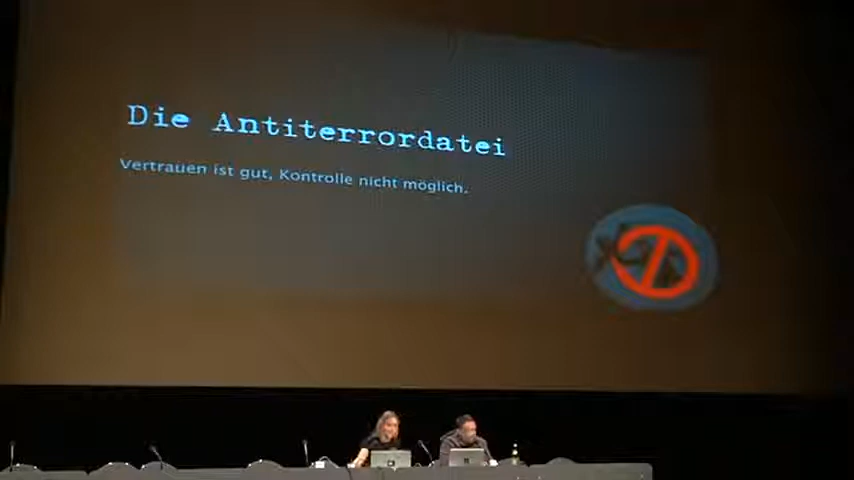 Die Antiterrordatei
Vertrauen ist gut, Kontrolle nicht möglich.